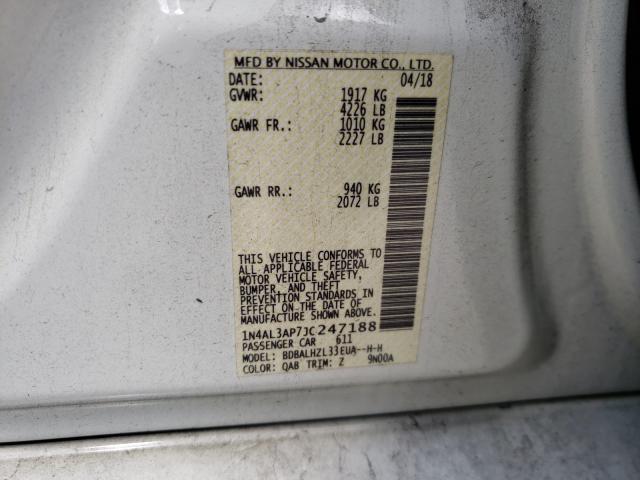 MFD BY NISSAN MOTOR CO., LTD.
DATE: 04/18
GVWR: 1917 KG
4226 LB
GAWR FR.: 1010 KG
2227 LB
GAWR RR.: 940 KG
2072 LB
THIS VEHICLE CONFORMS TO
ALL APPLICABLE FEDERAL
MOTOR VEHICLE SAFETY,
BUMPER, AND THEFT
PREVENTION STANDARDS IN
EFFECT ON THE DATE OF
MANUFACTURE SHOWN ABOVE.
1N4AL3AP7JC247188
PASSENGER CAR 611
MODEL: BDBALHZL33EUA--H-H
COLOR: QAB TRIM: Z 9N00A